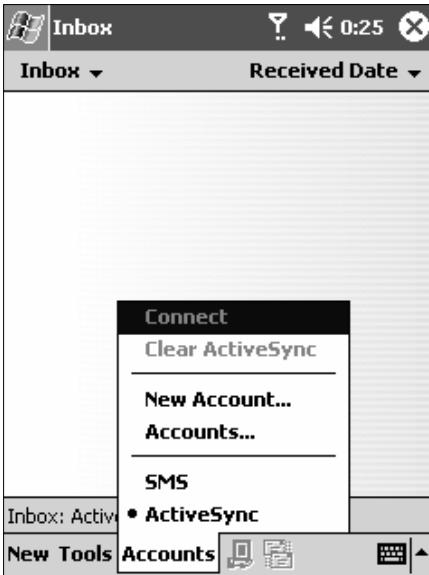 Inbox 0:25
Inbox Received Date
Connect
Clear ActiveSync
New Account...
Accounts...
SMS
• ActiveSync
Inbox: Activ
New Tools Accounts